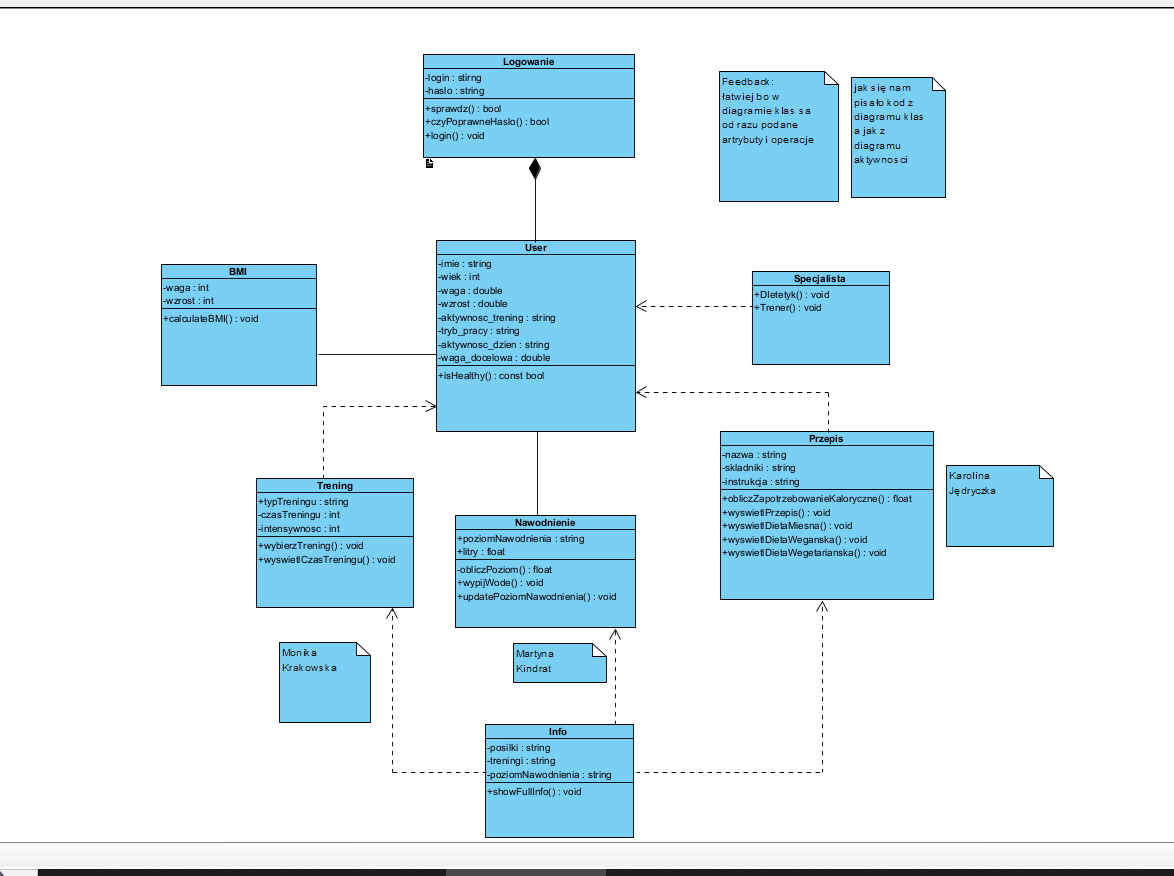 Logowanie
-login : stirng
-haslo : string
+sprawdz() : bool
+czyPoprawneHaslo() : bool
+login() : void
Feedback:
łatwiej bo w
diagramie klas sa
od razu podane
artrybuty i operacje
jak się nam
pisało kod z
diagramu klas
a jak z
diagramu
aktywnosci
User
-imie : string
-wiek : int
-waga : double
-wzrost : double
-aktywnosc_trening : string
-tryb_pracy : string
-aktywnosc_dzien : string
-waga_docelowa : double
+isHealthy() : const bool
BMI
-waga : int
-wzrost : int
+calculateBMI() : void
Specjalista
+DIetetyk() : void
+Trener() : void
Przepis
-nazwa : string
-skladniki : string
-instrukcja : string
+obliczZapotrzebowanieKaloryczne() : float
+wyswietlPrzepis() : void
+wyswietlDietaMiesna() : void
+wyswietlDietaWeganska() : void
+wyswietlDietaWegetarianska() : void
Karolina
Jędryczka
Trening
+typTreningu : string
-czasTreningu : int
-intensywnosc : int
+wybierzTrening() : void
+wyswietlCzasTreningu() : void
Nawodnienie
+poziomNawodnienia : string
+litry : float
-obliczPoziom() : float
+wypijWode() : void
+updatePoziomNawodnienia() : void
Monika
Krakowska
Martyna
Kindrat
Info
-posilki : string
-treningi : string
-poziomNawodnienia : string
+showFullInfo() : void